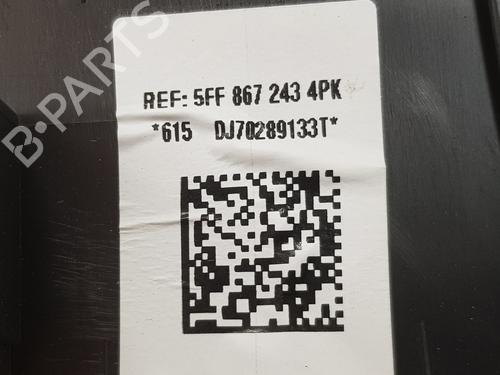 REF: 5FF 867 243 4PK
*615 DJ70289133T*
B-PARTS